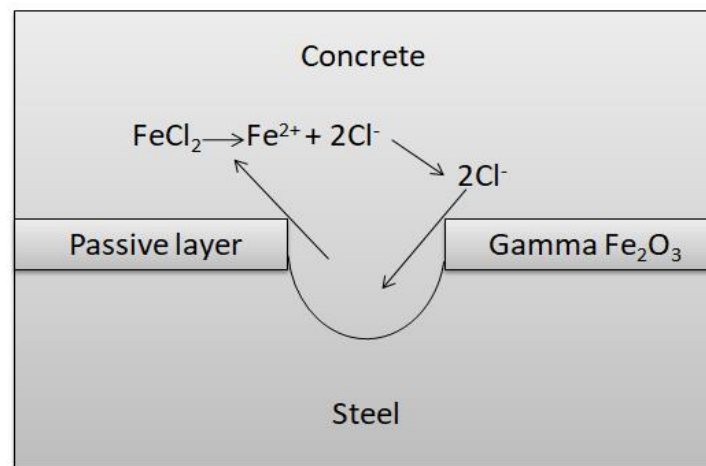 Concrete
FeCl₂→Fe²⁺ + 2Cl⁻
2Cl⁻
Passive layer
Gamma Fe₂O₃
Steel